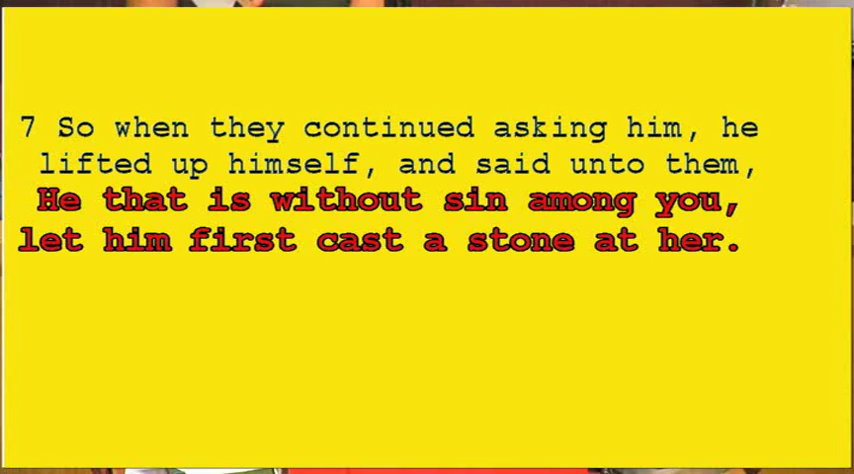 7 So when they continued asking him, he
lifted up himself, and said unto them,
He that is without sin among you,
let him first cast a stone at her.